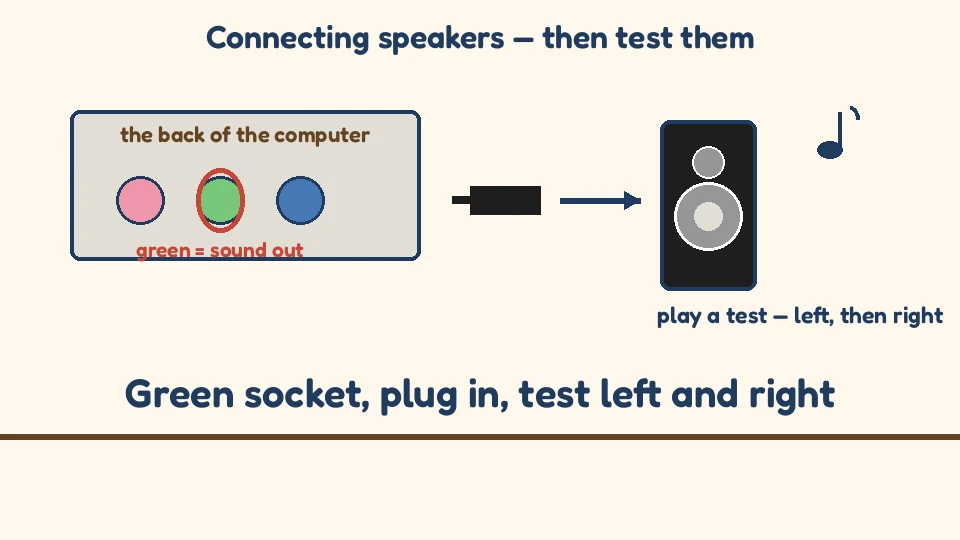 Connecting speakers — then test them
the back of the computer
green = sound out
play a test — left, then right
Green socket, plug in, test left and right